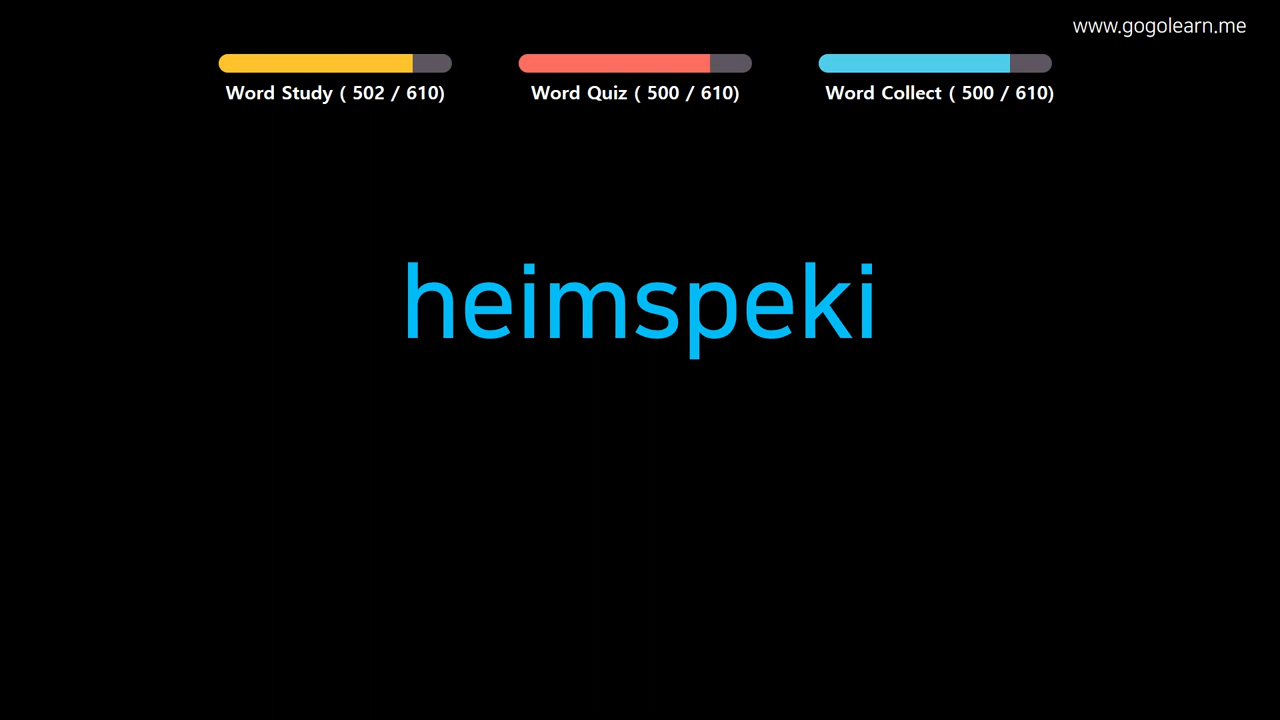 www.gogolearn.me
Word Study ( 502 / 610)
Word Quiz ( 500 / 610)
Word Collect ( 500 / 610)
heimspeki